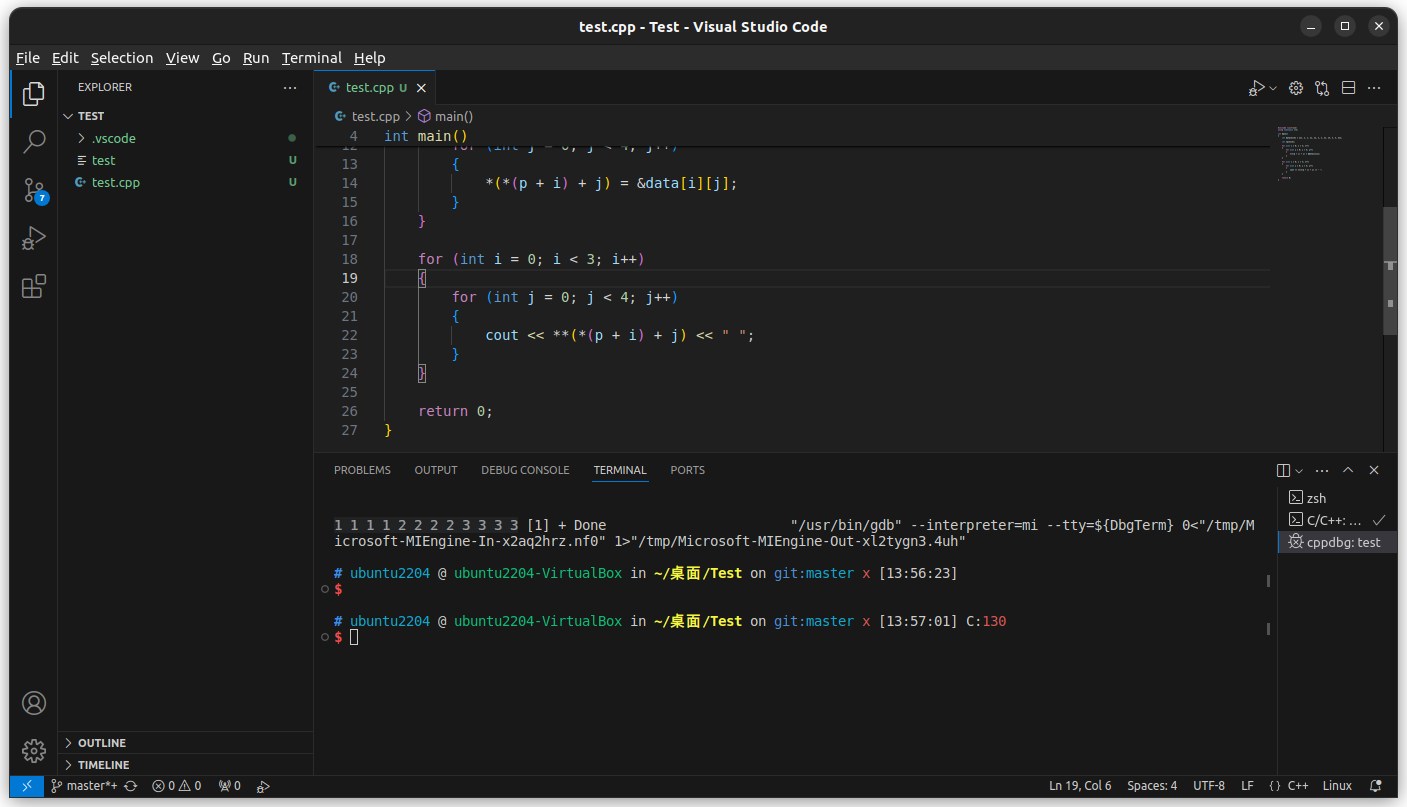 test.cpp - Test - Visual Studio Code
File Edit Selection View Go Run Terminal Help
EXPLORER
TEST
.vscode
test U
test.cpp U
7
test.cpp U
test.cpp > main()
4 int main()
12 for (int j = 0; j < 4; j++)
13 {
14 *(*(p + i) + j) = &data[i][j];
15 }
16 }
17
18 for (int i = 0; i < 3; i++)
19 {
20 for (int j = 0; j < 4; j++)
21 {
22 cout << **(*(p + i) + j) << " ";
23 }
24 }
25
26 return 0;
27 }
PROBLEMS OUTPUT DEBUG CONSOLE TERMINAL PORTS
1 1 1 1 2 2 2 2 3 3 3 3 [1] + Done "/usr/bin/gdb" --interpreter=mi --tty=${DbgTerm} 0<"/tmp/M
icrosoft-MIEngine-In-x2aq2hrz.nf0" 1>"/tmp/Microsoft-MIEngine-Out-xl2tygn3.4uh"
# ubuntu2204 @ ubuntu2204-VirtualBox in ~/桌面/Test on git:master x [13:56:23]
$
# ubuntu2204 @ ubuntu2204-VirtualBox in ~/桌面/Test on git:master x [13:57:01] C:130
$
zsh
C/C++: ...
cppdbg: test
OUTLINE
TIMELINE
master*+ 0 0 0 Ln 19, Col 6 Spaces: 4 UTF-8 LF {} C++ Linux